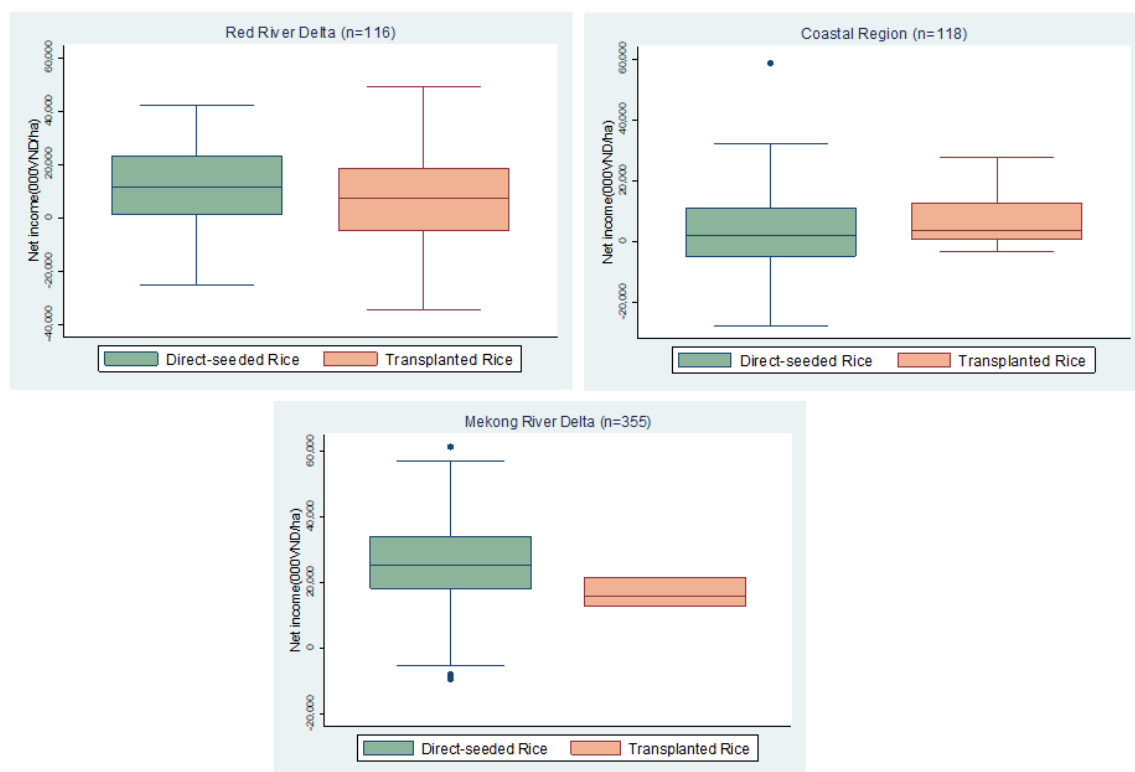 Red River Delta (n=116)
Net income(000VND/ha)
60,000
40,000
20,000
0
-20,000
-40,000
Direct-seeded Rice
Transplanted Rice
Coastal Region (n=118)
Net income(000VND/ha)
60,000
40,000
20,000
0
-20,000
Direct-seeded Rice
Transplanted Rice
Mekong River Delta (n=355)
Net income(000VND/ha)
60,000
40,000
20,000
0
-20,000
Direct-seeded Rice
Transplanted Rice